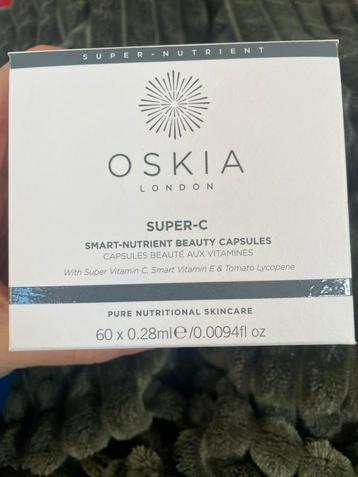 SUPER-NUTRIENT
OSKIA
LONDON
SUPER-C
SMART-NUTRIENT BEAUTY CAPSULES
CAPSULES BEAUTÉ AUX VITAMINES
With Super Vitamin C, Smart Vitamin E & Tomato Lycopene
PURE NUTRITIONAL SKINCARE
60 x 0.28ml℮/0.0094fl oz